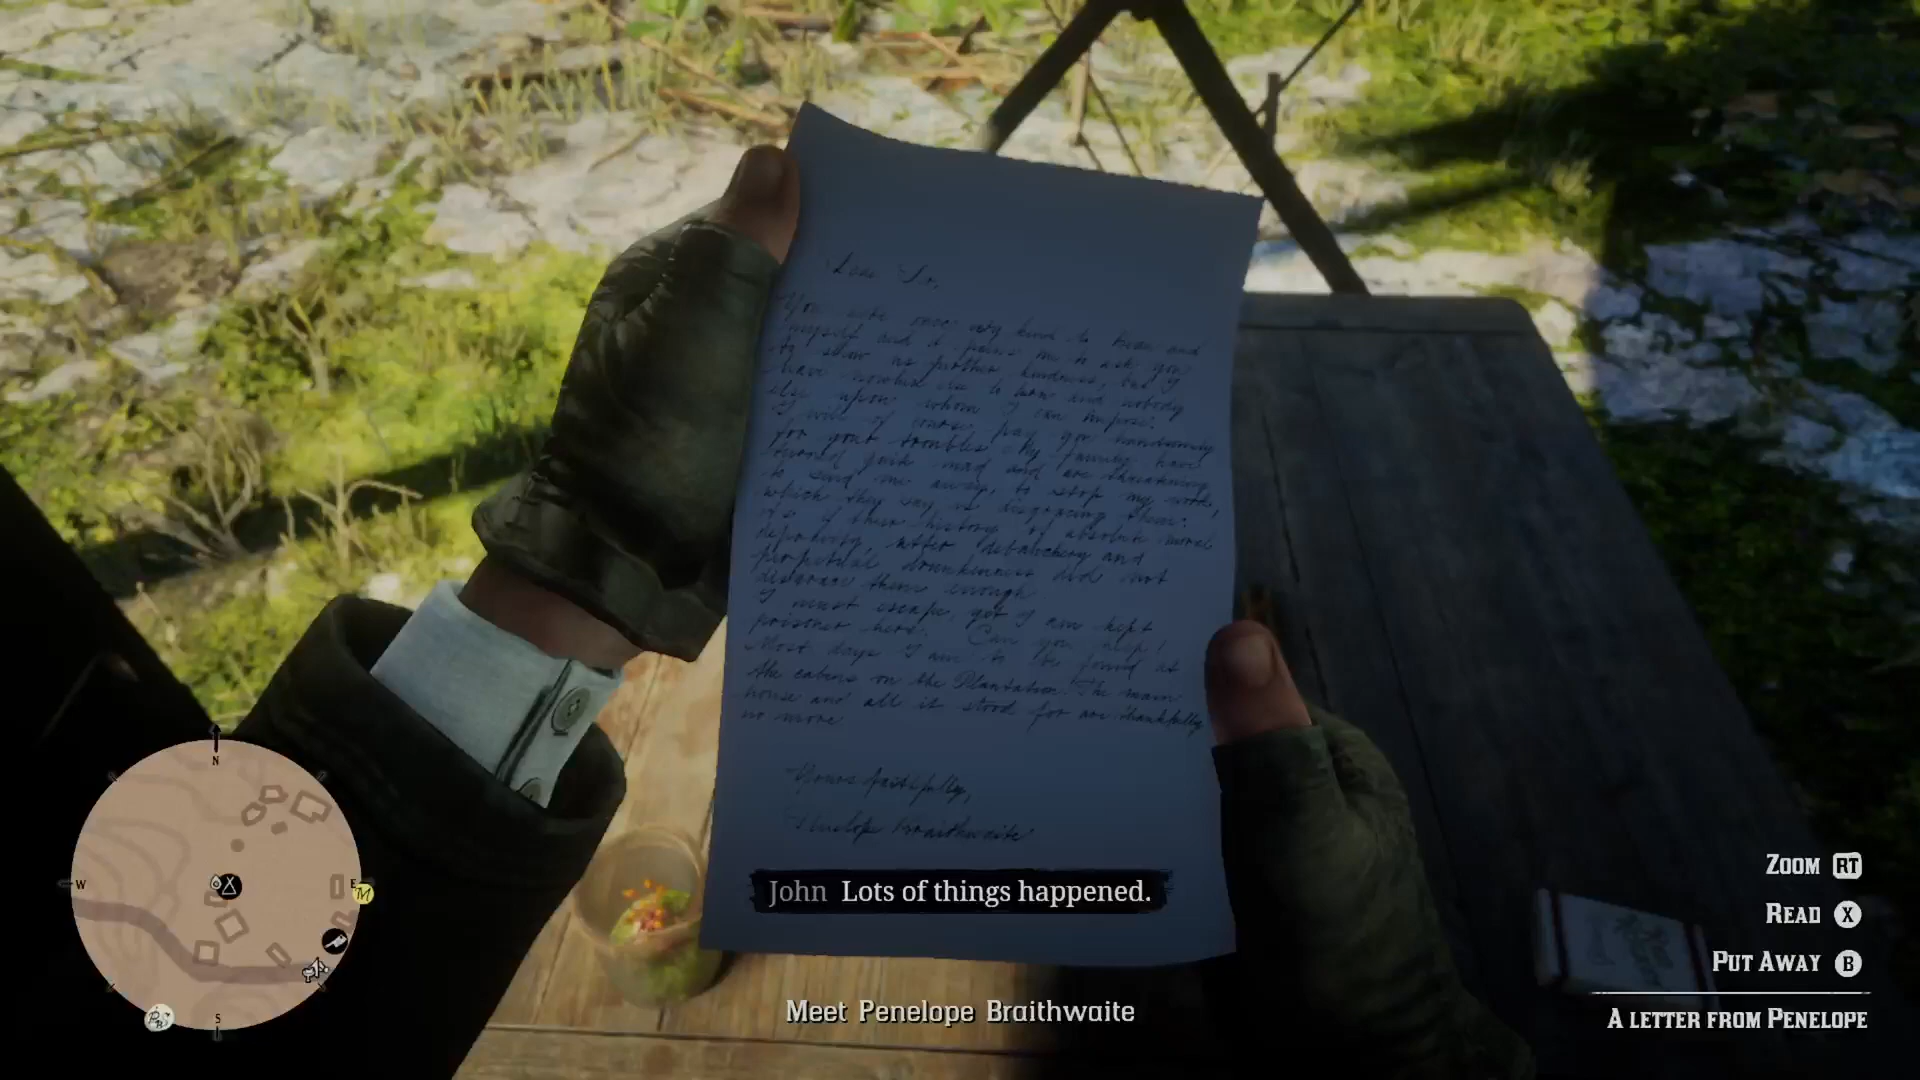 Dear Sir,
You were once very kind to Beau and
myself and it pains me to ask you
to show us further kindness, but I
have nowhere else to turn and nobody
else upon whom I can impose.
I will of course pay you handsomely
for your troubles. My family have
turned quite mad and are threatening
to send me away, to stop my work,
which they say is disgracing them.
As if their history of absolute moral
depravity, utter debauchery and
perpetual drunkenness did not
disgrace them enough
I must escape, yet I am kept
prisoner here. Can you help?
Most days I am to be found at
the cabins on the Plantation. The main
house and all it stood for are thankfully
no more.
Yours faithfully,
Penelope Braithwaite
John Lots of things happened.
Meet Penelope Braithwaite
ZOOM RT
READ X
PUT AWAY B
A LETTER FROM PENELOPE
N
W
E
M
S
PB